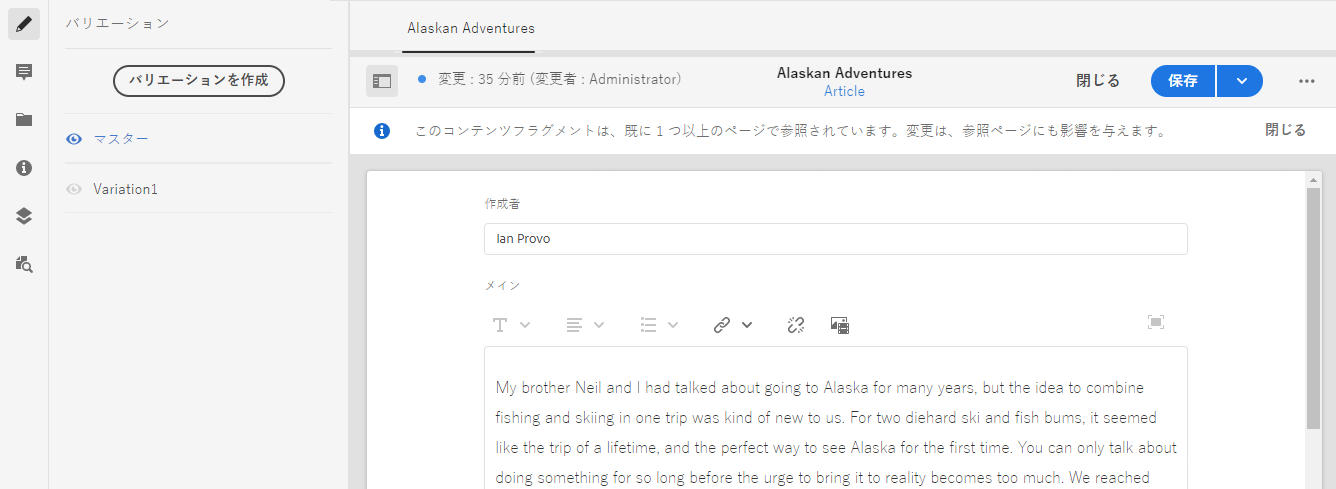 バリエーション
バリエーションを作成
マスター
Variation1
Alaskan Adventures
変更 : 35 分前 (変更者 : Administrator)
Alaskan Adventures
Article
閉じる
保存
このコンテンツフラグメントは、既に 1 つ以上のページで参照されています。変更は、参照ページにも影響を与えます。
閉じる
作成者
Ian Provo
メイン
My brother Neil and I had talked about going to Alaska for many years, but the idea to combine
fishing and skiing in one trip was kind of new to us. For two diehard ski and fish bums, it seemed
like the trip of a lifetime, and the perfect way to see Alaska for the first time. You can only talk about
doing something for so long before the urge to bring it to reality becomes too much. We reached